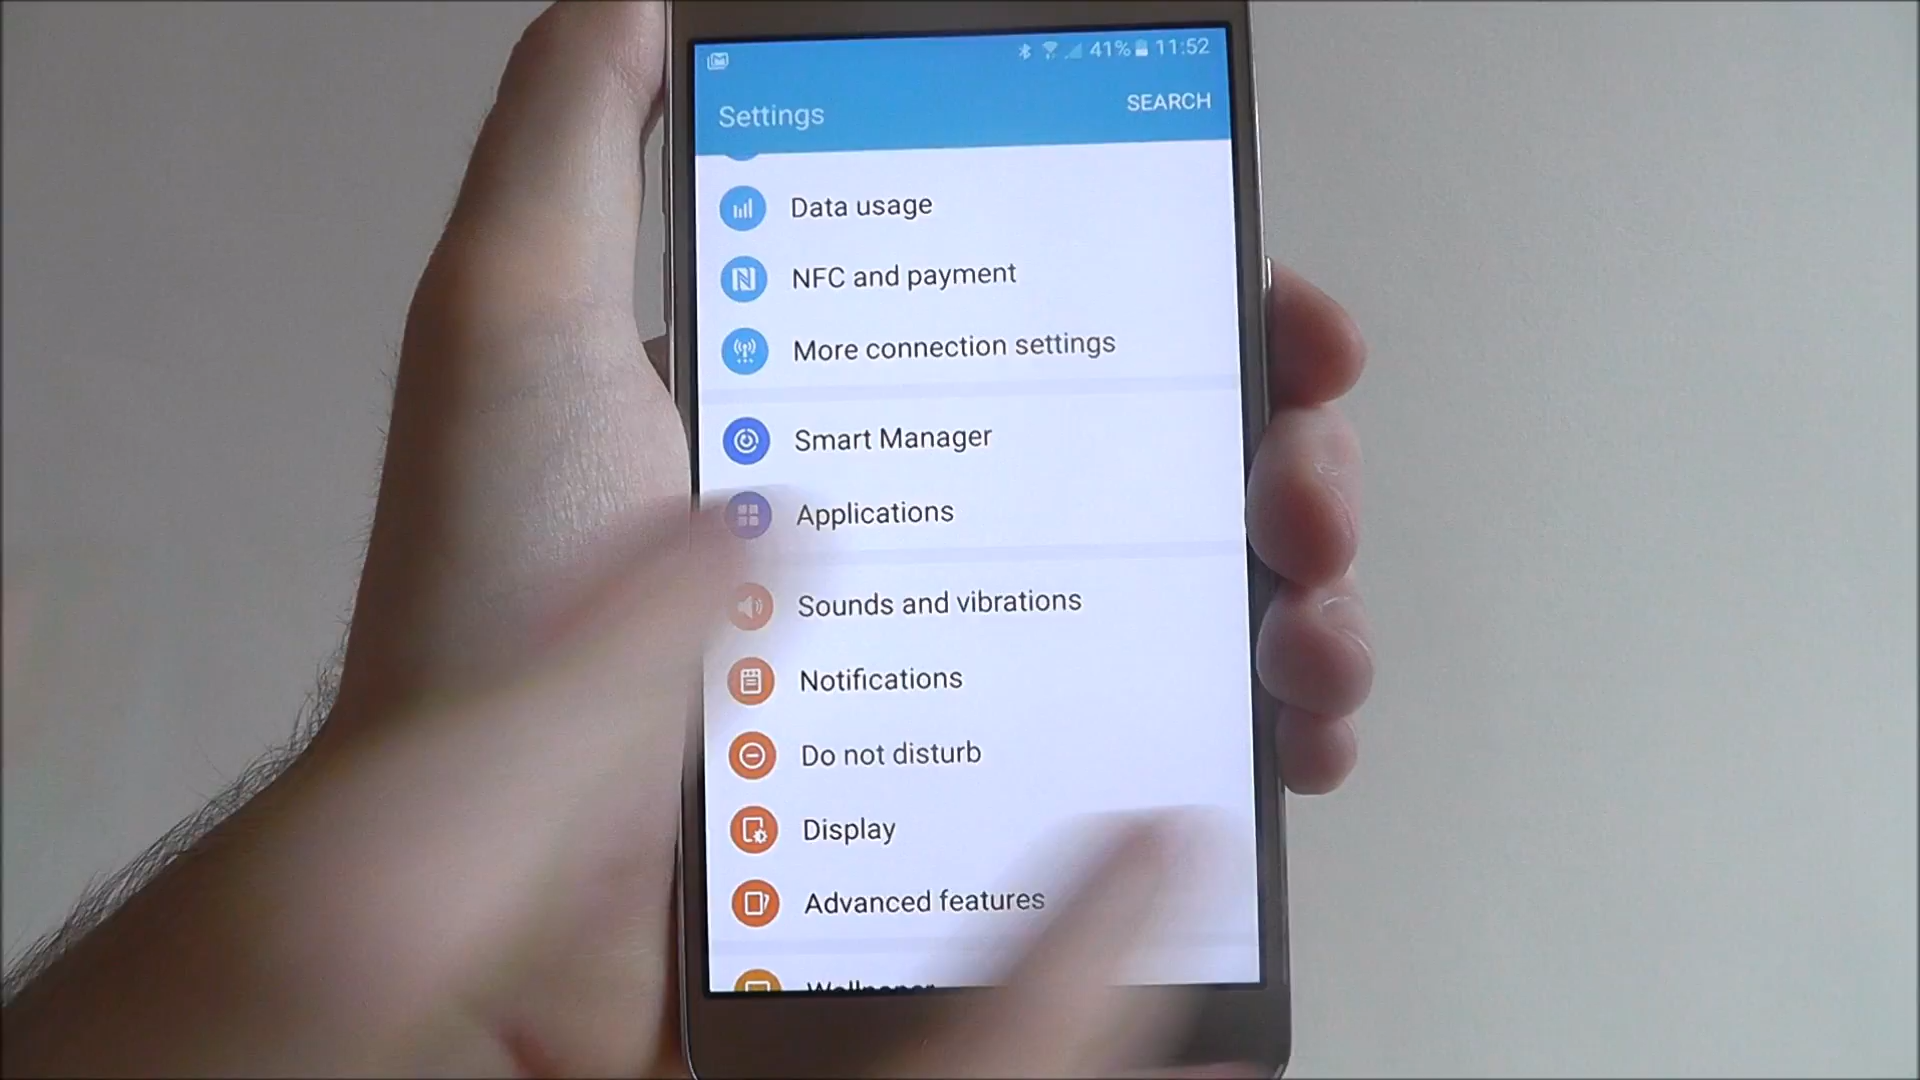 41% 11:52
Settings
SEARCH
Data usage
NFC and payment
More connection settings
Smart Manager
Applications
Sounds and vibrations
Notifications
Do not disturb
Display
Advanced features
Wallpaper